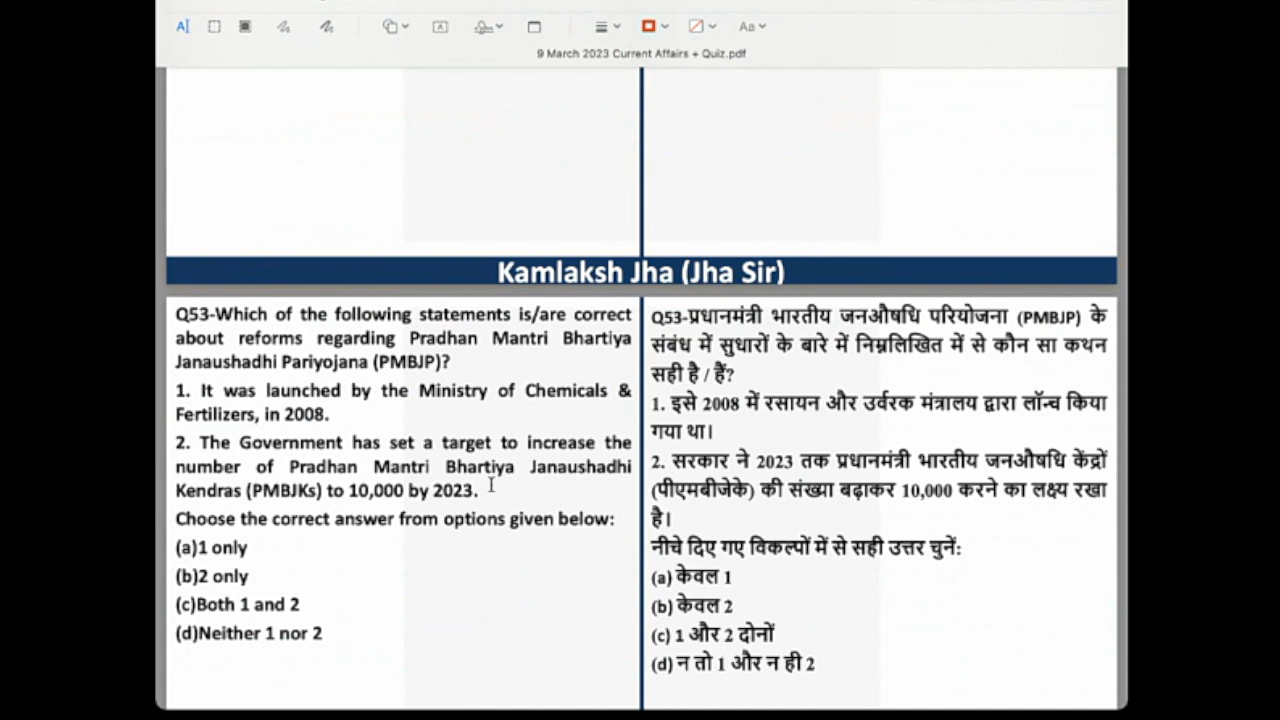 Aa
9 March 2023 Current Affairs + Quiz.pdf
Kamlaksh Jha (Jha Sir)
Q53-Which of the following statements is/are correct
about reforms regarding Pradhan Mantri Bhartiya
Janaushadhi Pariyojana (PMBJP)?
1. It was launched by the Ministry of Chemicals &
Fertilizers, in 2008.
2. The Government has set a target to increase the
number of Pradhan Mantri Bhartiya Janaushadhi
Kendras (PMBJKs) to 10,000 by 2023.
Choose the correct answer from options given below:
(a)1 only
(b)2 only
(c)Both 1 and 2
(d)Neither 1 nor 2
Q53-प्रधानमंत्री भारतीय जनऔषधि परियोजना (PMBJP) के
संबंध में सुधारों के बारे में निम्नलिखित में से कौन सा कथन
सही है / हैं?
1. इसे 2008 में रसायन और उर्वरक मंत्रालय द्वारा लॉन्च किया
गया था।
2. सरकार ने 2023 तक प्रधानमंत्री भारतीय जनऔषधि केंद्रों
(पीएमबीजेके) की संख्या बढ़ाकर 10,000 करने का लक्ष्य रखा
है।
नीचे दिए गए विकल्पों में से सही उत्तर चुनें:
(a) केवल 1
(b) केवल 2
(c) 1 और 2 दोनों
(d) न तो 1 और न ही 2